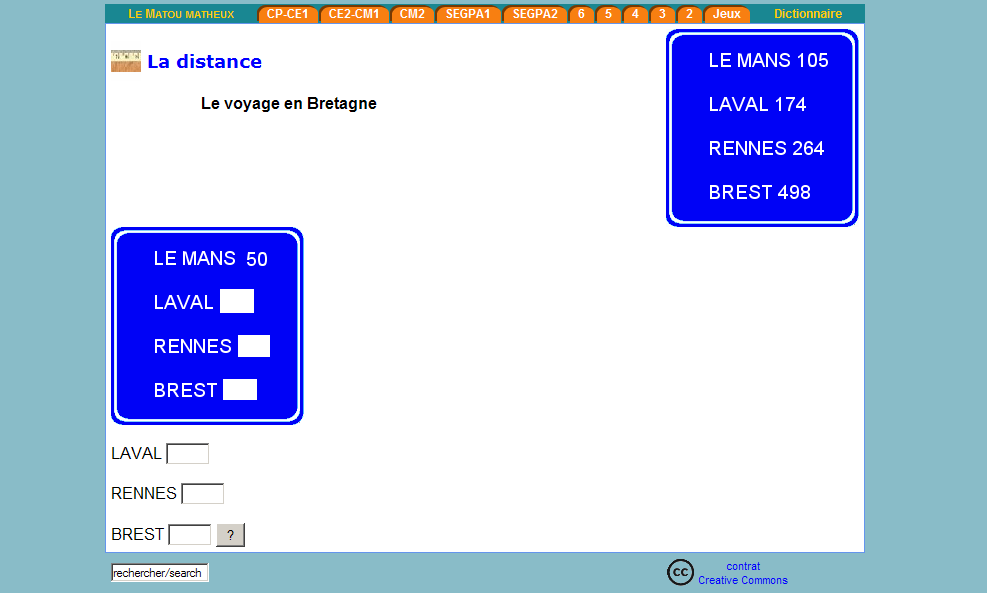 LE MATOU MATHEUX CP-CE1 CE2-CM1 CM2 SEGPA1 SEGPA2 6 5 4 3 2 Jeux Dictionnaire
La distance
Le voyage en Bretagne
LE MANS 105
LAVAL 174
RENNES 264
BREST 498
LE MANS 50
LAVAL
RENNES
BREST
LAVAL
RENNES
BREST ?
rechercher/search
cc contrat
Creative Commons